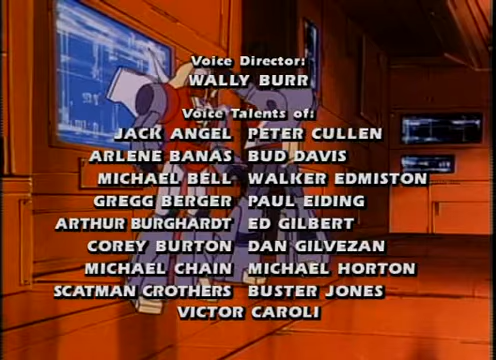 Voice Director:
WALLY BURR
Voice Talents of:
JACK ANGEL PETER CULLEN
ARLENE BANAS BUD DAVIS
MICHAEL BELL WALKER EDMISTON
GREGG BERGER PAUL EIDING
ARTHUR BURGHARDT ED GILBERT
COREY BURTON DAN GILVEZAN
MICHAEL CHAIN MICHAEL HORTON
SCATMAN CROTHERS BUSTER JONES
VICTOR CAROLI